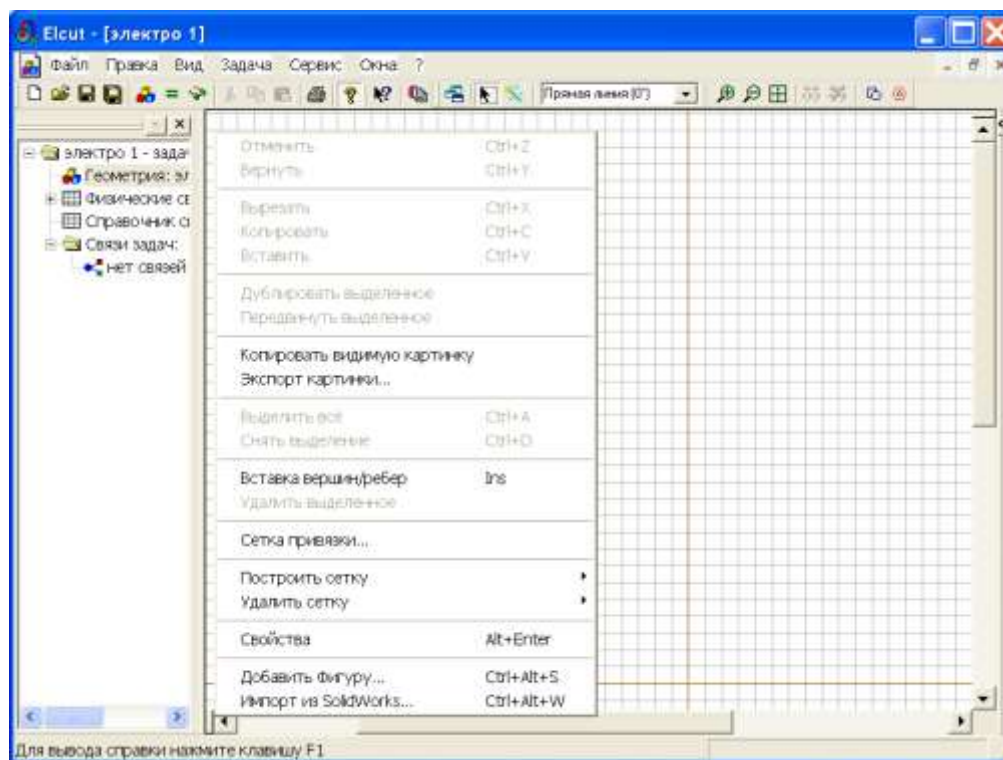 Elcut - [электро 1]
Файл Правка Вид Задача Сервис Окна ?
Прямая линия (0°)
электро 1 - задач
Геометрия: эл
Физические св
Справочник с
Связи задач:
нет связей
Отменить Ctrl+Z
Вернуть Ctrl+Y
Вырезать Ctrl+X
Копировать Ctrl+C
Вставить Ctrl+V
Дублировать выделенное
Передвинуть выделенное
Копировать видимую картинку
Экспорт картинки...
Выделить все Ctrl+A
Снять выделение Ctrl+D
Вставка вершин/ребер Ins
Удалить выделенное
Сетка привязки...
Построить сетку
Удалить сетку
Свойства Alt+Enter
Добавить Фигуру... Ctrl+Alt+S
Импорт из SolidWorks... Ctrl+Alt+W
Для вывода справки нажмите клавишу F1